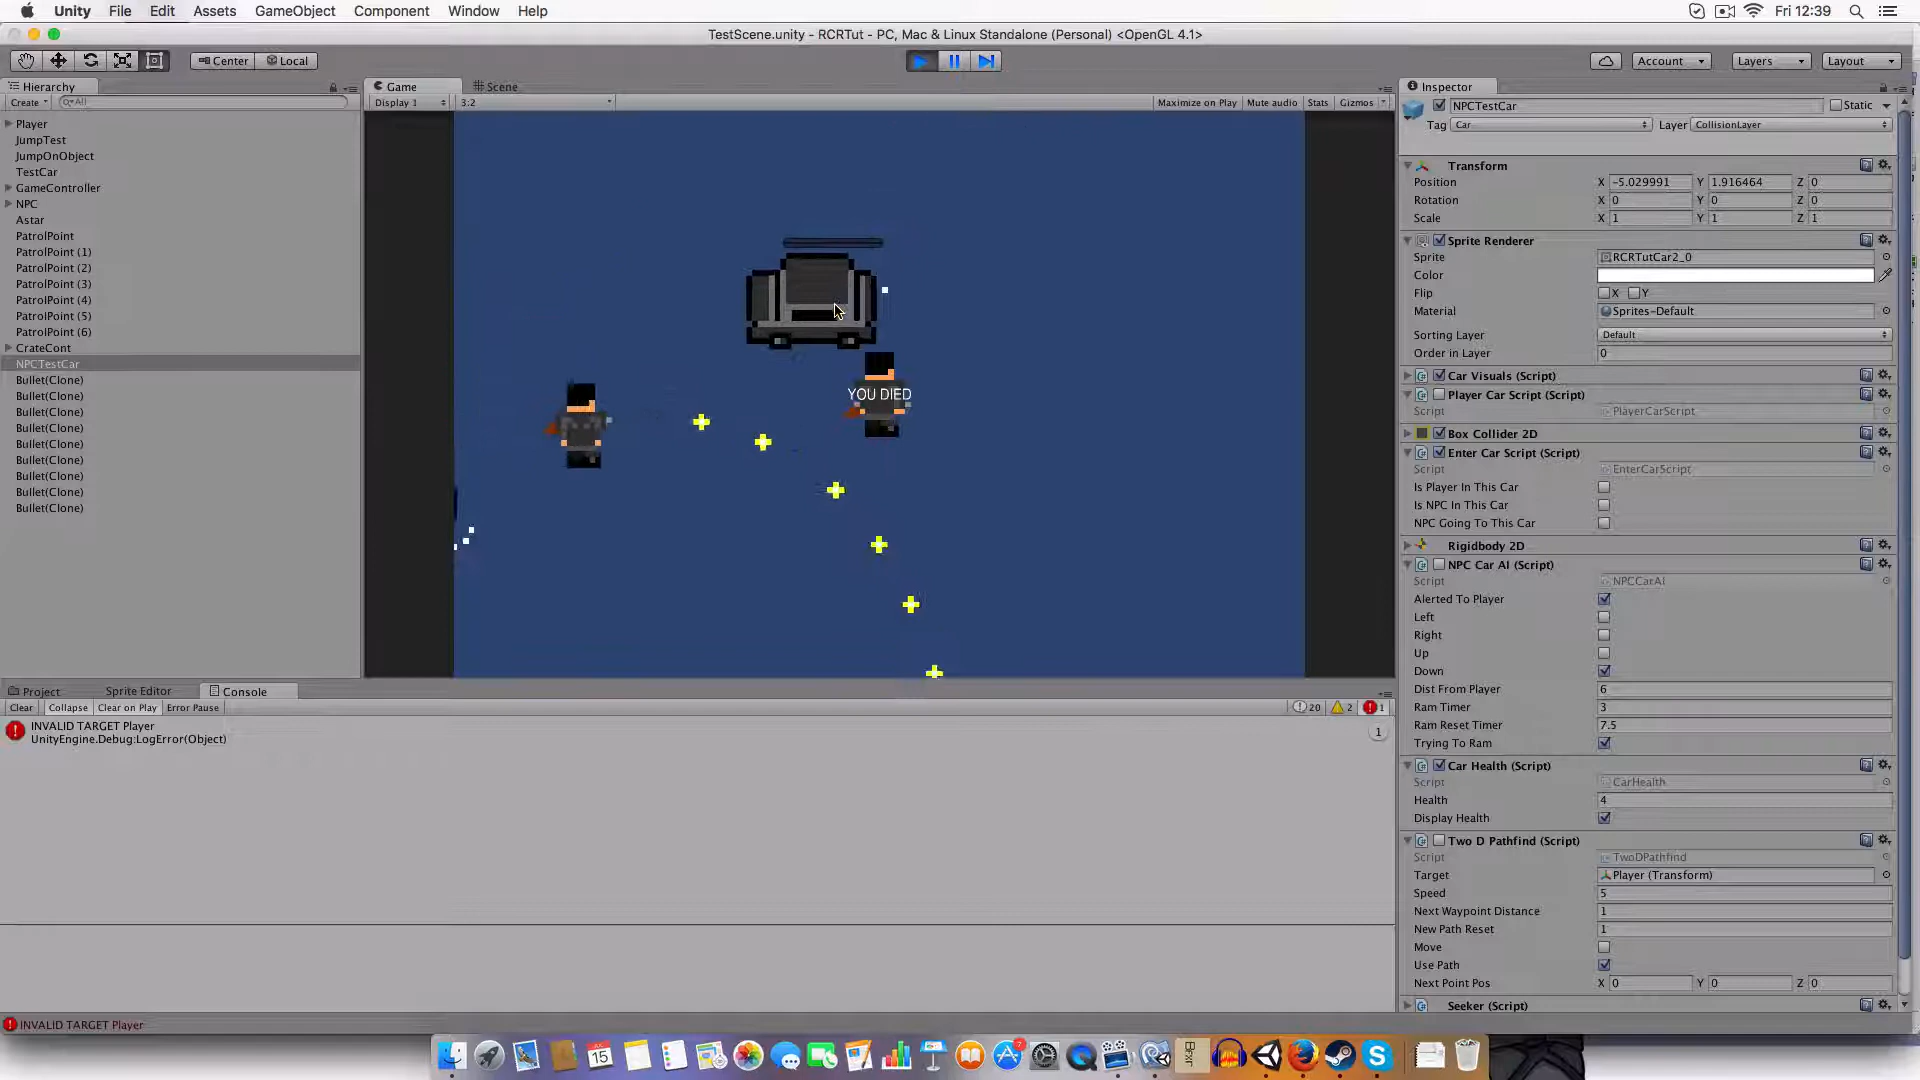 Unity File Edit Assets GameObject Component Window Help Fri 12:39
TestScene.unity - RCRTut - PC, Mac & Linux Standalone (Personal) <OpenGL 4.1>
Center Local Account Layers Layout
Hierarchy
Create All
Player
JumpTest
JumpOnObject
TestCar
GameController
NPC
Astar
PatrolPoint
PatrolPoint (1)
PatrolPoint (2)
PatrolPoint (3)
PatrolPoint (4)
PatrolPoint (5)
PatrolPoint (6)
CrateCont
NPCTestCar
Bullet(Clone)
Bullet(Clone)
Bullet(Clone)
Bullet(Clone)
Bullet(Clone)
Bullet(Clone)
Bullet(Clone)
Bullet(Clone)
Bullet(Clone)
Game Scene
Display 1 3.2 Maximize on Play Mute audio Stats Gizmos
YOU DIED
Project Sprite Editor Console
Clear Collapse Clear on Play Error Pause 20 2 1
INVALID TARGET Player
UnityEngine.Debug:LogError(Object)
1
INVALID TARGET Player
Inspector
NPCTestCar Static
Tag Car Layer CollisionLayer
Transform
Position X -5.029991 Y 1.916464 Z 0
Rotation X 0 Y 0 Z 0
Scale X 1 Y 1 Z 1
Sprite Renderer
Sprite RCRTutCar2_0
Color
Flip X Y
Material Sprites-Default
Sorting Layer Default
Order in Layer 0
Car Visuals (Script)
Player Car Script (Script)
Script PlayerCarScript
Box Collider 2D
Enter Car Script (Script)
Script EnterCarScript
Is Player In This Car
Is NPC In This Car
NPC Going To This Car
Rigidbody 2D
NPC Car AI (Script)
Script NPCCarAI
Alerted To Player
Left
Right
Up
Down
Dist From Player 6
Ram Timer 3
Ram Reset Timer 7.5
Trying To Ram
Car Health (Script)
Script CarHealth
Health 4
Display Health
Two D Pathfind (Script)
Script TwoDPathfind
Target Player (Transform)
Speed 5
Next Waypoint Distance 1
New Path Reset 1
Move
Use Path
Next Point Pos X 0 Y 0 Z 0
Seeker (Script)
15